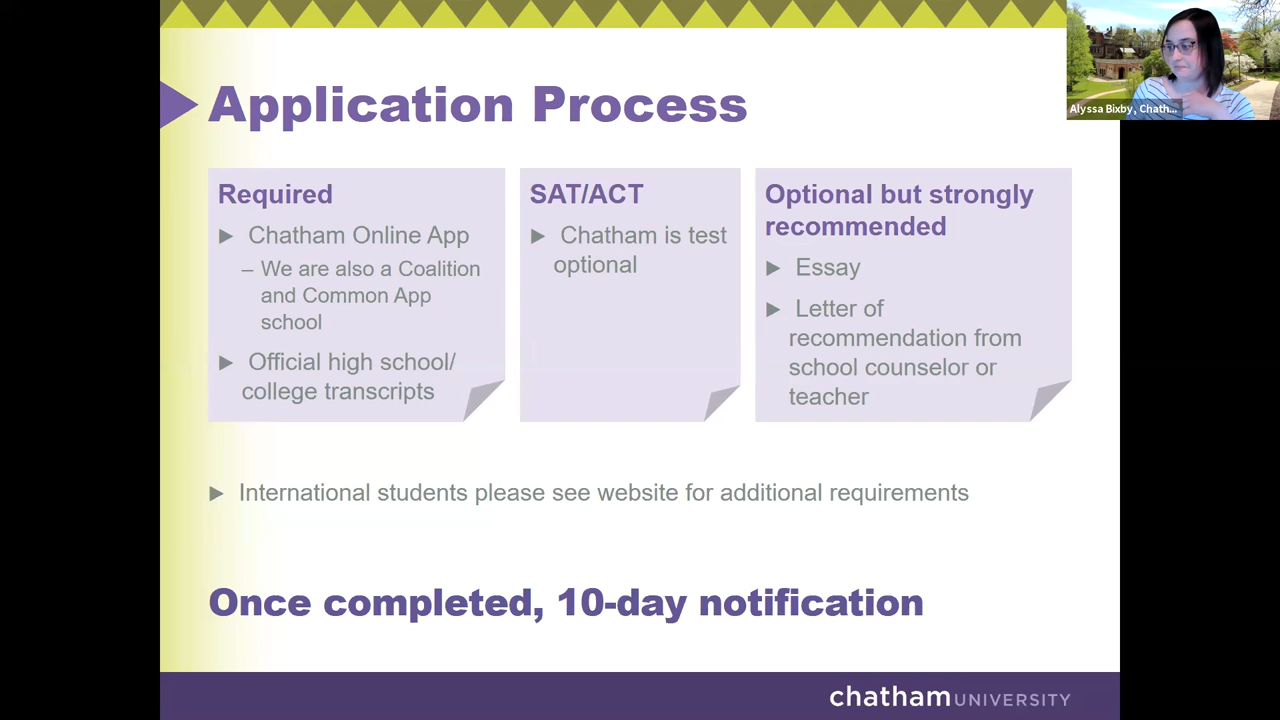 Application Process
Alyssa Bixby, Chath...
Required
Chatham Online App
– We are also a Coalition
and Common App
school
Official high school/
college transcripts
SAT/ACT
Chatham is test
optional
Optional but strongly
recommended
Essay
Letter of
recommendation from
school counselor or
teacher
International students please see website for additional requirements
Once completed, 10-day notification
chatham UNIVERSITY